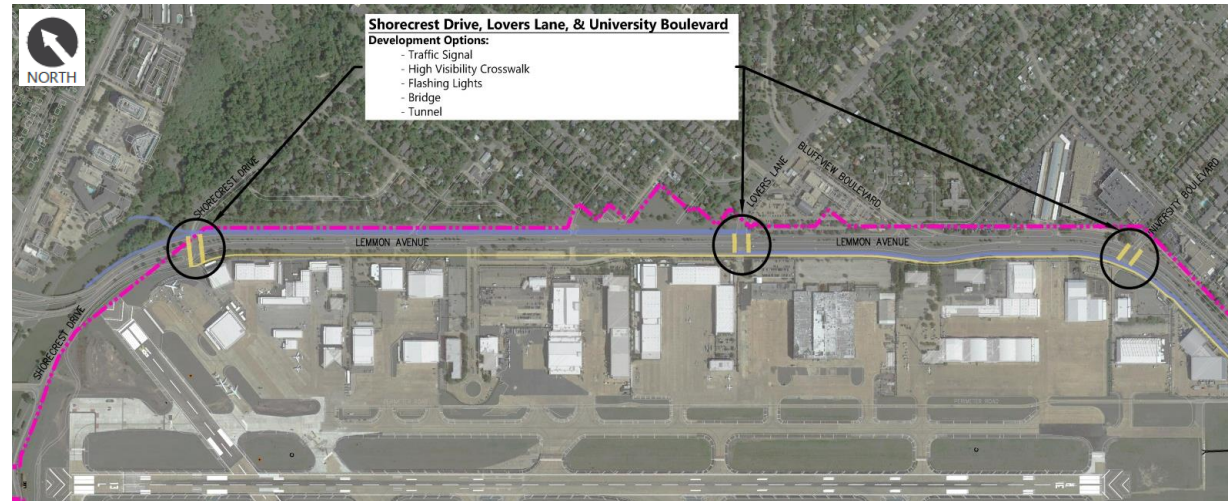 NORTH
Shorecrest Drive, Lovers Lane, & University Boulevard
Development Options:
- Traffic Signal
- High Visibility Crosswalk
- Flashing Lights
- Bridge
- Tunnel
SHORECREST DRIVE
LOVERS LANE
BLUFFVIEW BOULEVARD
UNIVERSITY BOULEVARD
LEMMON AVENUE
LEMMON AVENUE
SHORECREST DRIVE